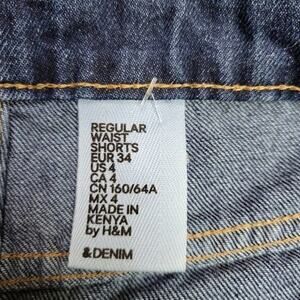 REGULAR
WAIST
SHORTS
EUR 34
US 4
CA 4
CN 160/64A
MX 4
MADE IN
KENYA
by H&M
&DENIM